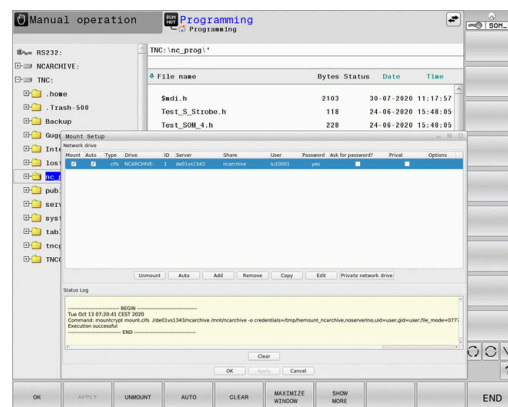 Manual operation
Programming
Programming
SOM...
RS232:
NCARCHIVE:
TNC:
.home
.Trash-500
Backup
TNC:\nc_prog\*
File name Bytes Status Date Time
$mdi.h 2103 30-07-2020 11:17:57
Test_S_Strobe.h 118 24-06-2020 15:48:05
Test_SOM_4.h 228 24-06-2020 15:48:05
Mount Setup
Network drive
Mount Auto Type Drive ID Server Share User Password Ask for password? Privat Options
cifs NCARCHIVE 1 de01vs1343 ncarchive yes
Unmount Auto Add Remove Copy Edit Private network drive
Status Log
BEGIN
Tue Oct 13 07:20:41 CEST 2020
Execution successful
END
Clear
OK Apply Cancel
OK APPLY UNMOUNT AUTO CLEAR MAXIMIZE WINDOW SHOW MORE END